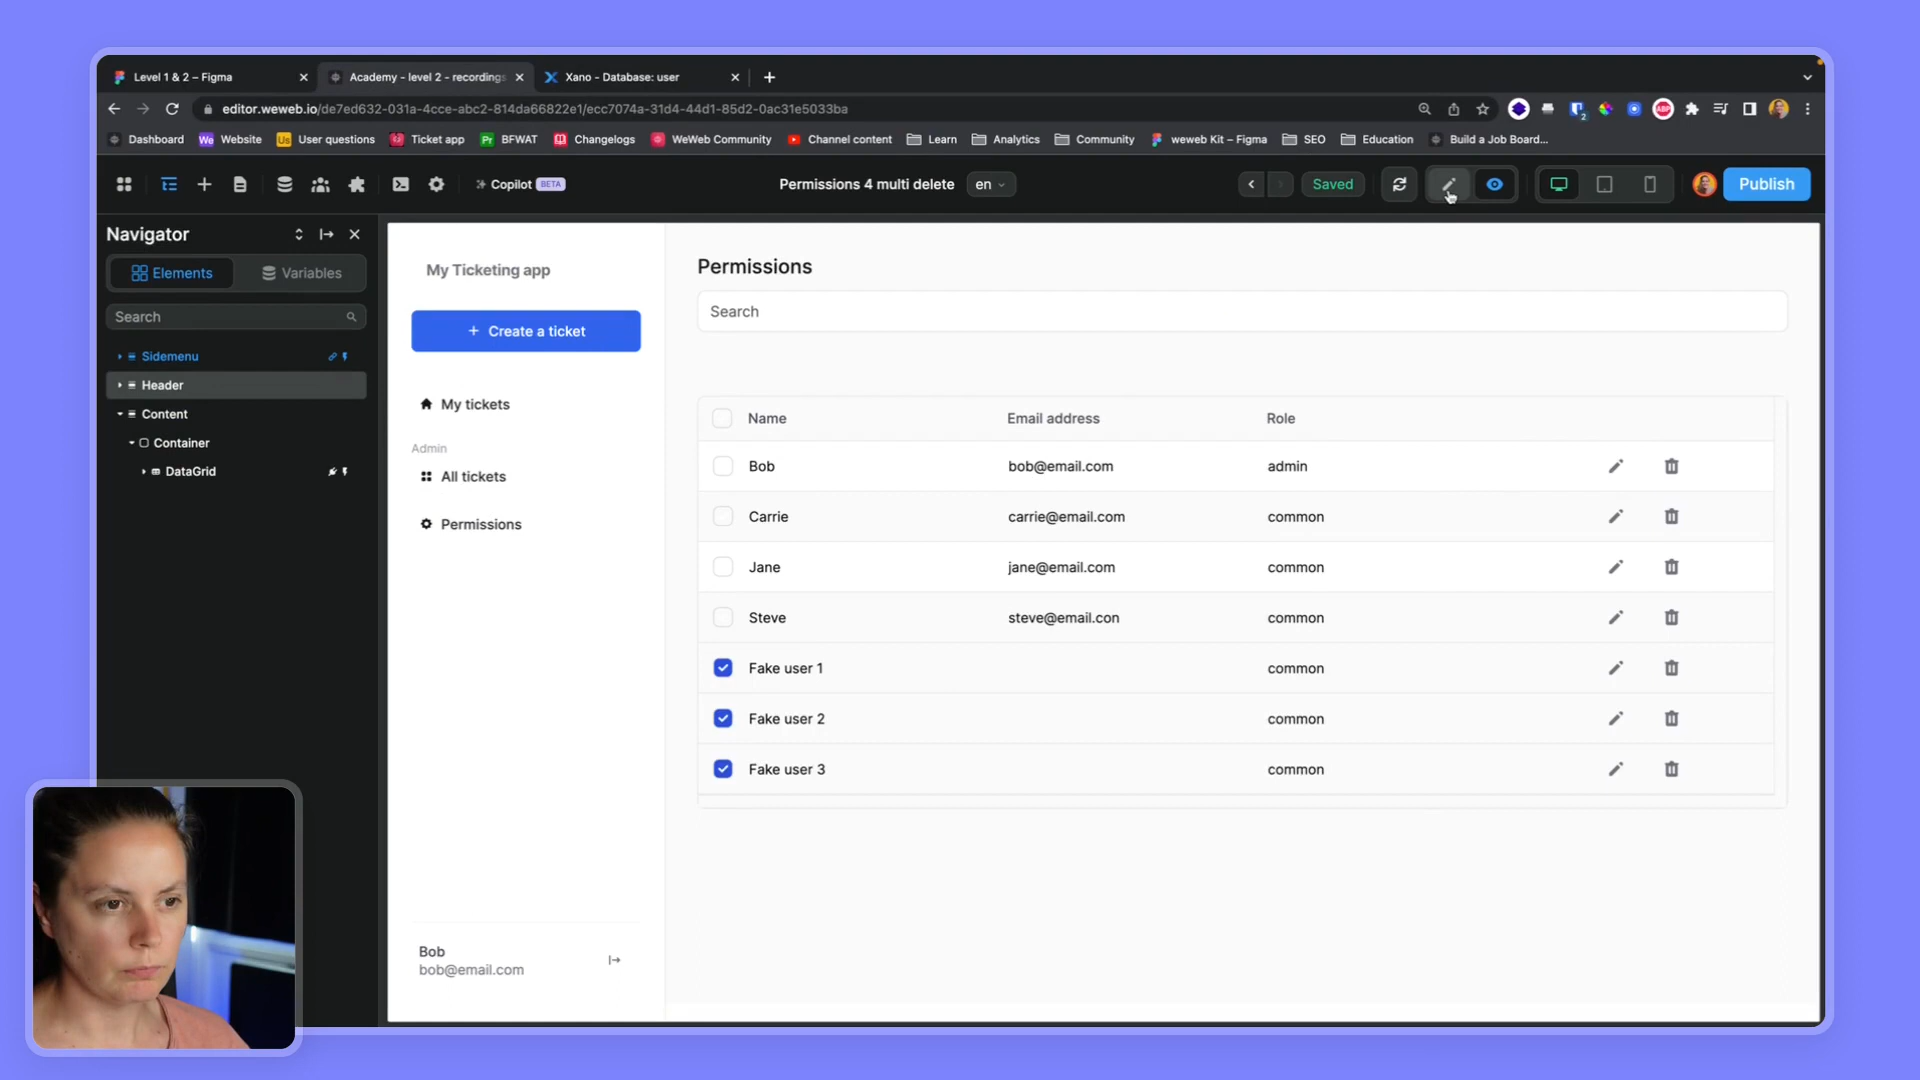 Level 1 & 2 – Figma
Academy - level 2 - recordings
Xano - Database: user
editor.weweb.io/de7ed632-031a-4cce-abc2-814da66822e1/ecc7074a-31d4-44d1-85d2-0ac31e5033ba
2
ABP
Dashboard
We Website
Us User questions
Ticket app
Pr BFWAT
Changelogs
WeWeb Community
Channel content
Learn
Analytics
Community
weweb Kit – Figma
SEO
Education
Build a Job Board...
Copilot BETA
Permissions 4 multi delete
en
Saved
Publish
Navigator
Elements
Variables
Search
Sidemenu
Header
Content
Container
DataGrid
My Ticketing app
+ Create a ticket
My tickets
Admin
All tickets
Permissions
Bob
bob@email.com
Permissions
Search
Name Email address Role
Bob bob@email.com admin
Carrie carrie@email.com common
Jane jane@email.com common
Steve steve@email.con common
Fake user 1 common
Fake user 2 common
Fake user 3 common